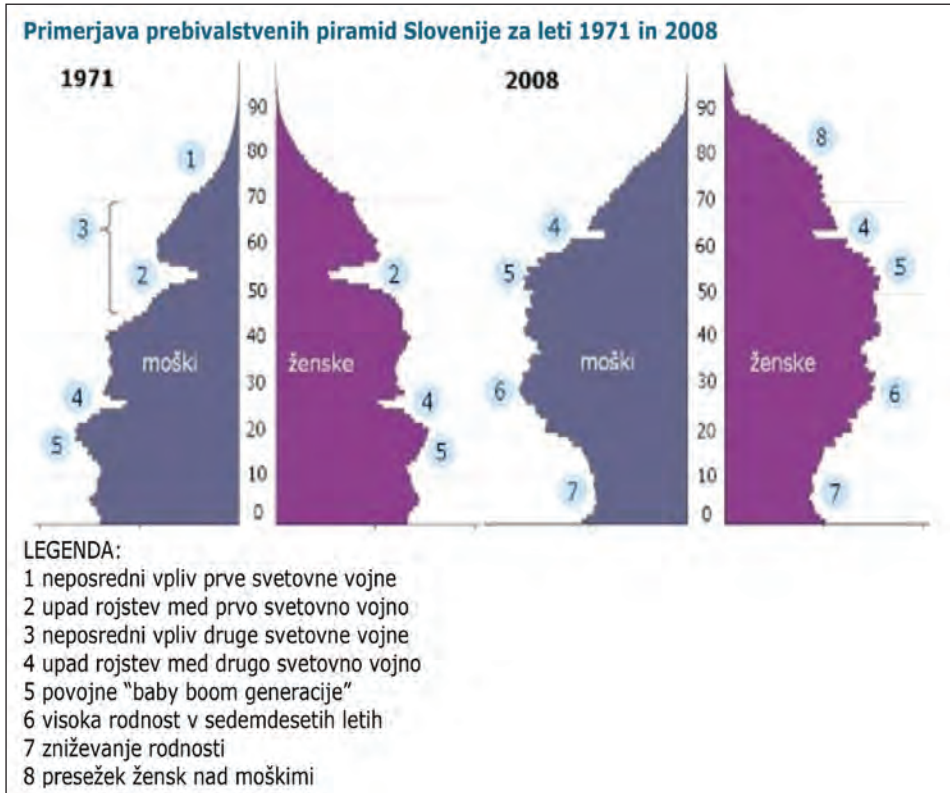 Primerjava prebivalstvenih piramid Slovenije za leti 1971 in 2008
1971
2008
90
80
70
60
50
40
30
20
10
0
1
3
2
2
moški
ženske
4
4
5
5
90
80
70
60
50
40
30
20
10
0
8
4
4
5
5
moški
ženske
6
6
7
7
LEGENDA:
1 neposredni vpliv prve svetovne vojne
2 upad rojstev med prvo svetovno vojno
3 neposredni vpliv druge svetovne vojne
4 upad rojstev med drugo svetovno vojno
5 povojne “baby boom generacije”
6 visoka rodnost v sedemdesetih letih
7 zniževanje rodnosti
8 presežek žensk nad moškimi